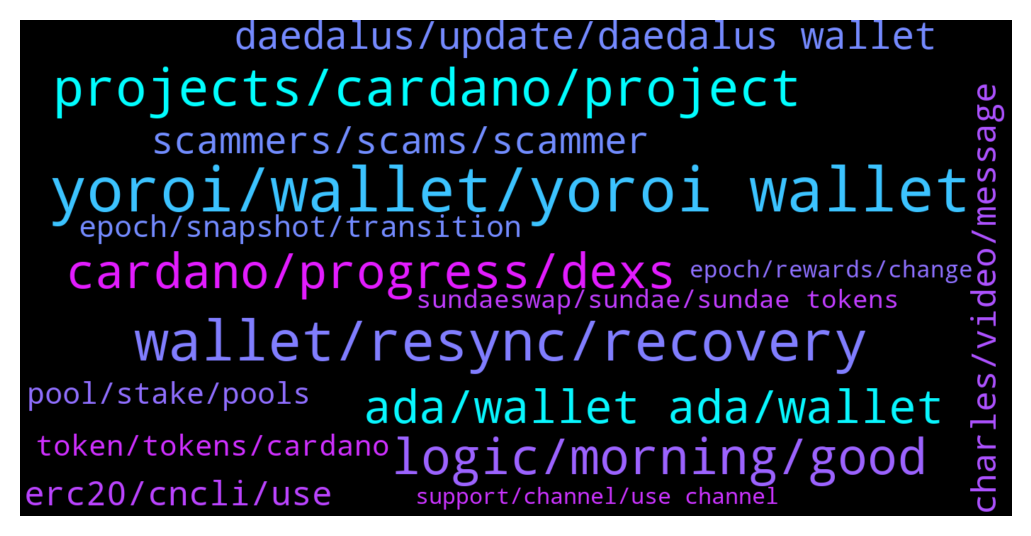 daedalus/update/daedalus wallet
projects/cardano/project
scammers/scams/scammer
yoroi/wallet/yoroi wallet
epoch/snapshot/transition
cardano/progress/dexs
epoch/rewards/change
sundaeswap/sundae/sundae tokens
wallet/resync/recovery
pool/stake/pools
ada/wallet ada/wallet
token/tokens/cardano
logic/morning/good
erc20/cncli/use
support/channel/use channel
charles/video/message